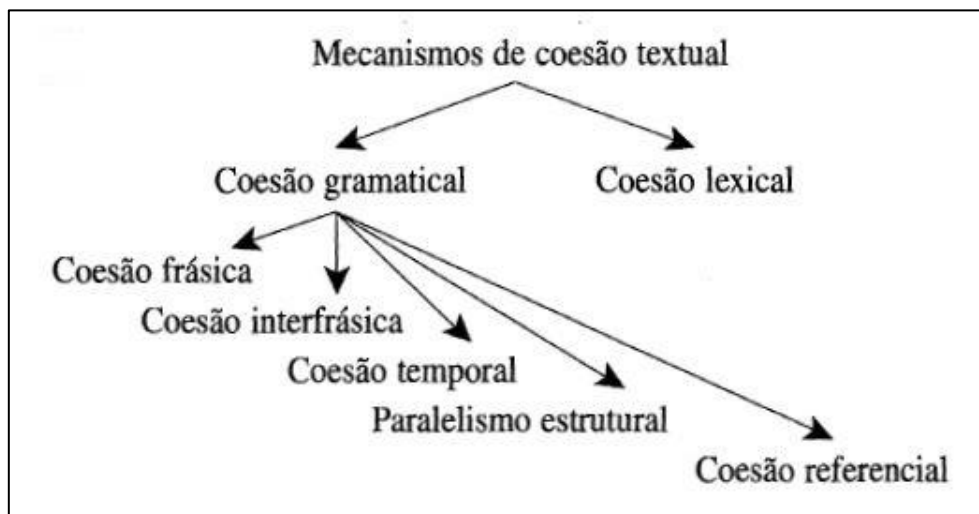 Mecanismos de coesão textual
Coesão gramatical
Coesão lexical
Coesão frásica
Coesão interfrásica
Coesão temporal
Paralelismo estrutural
Coesão referencial